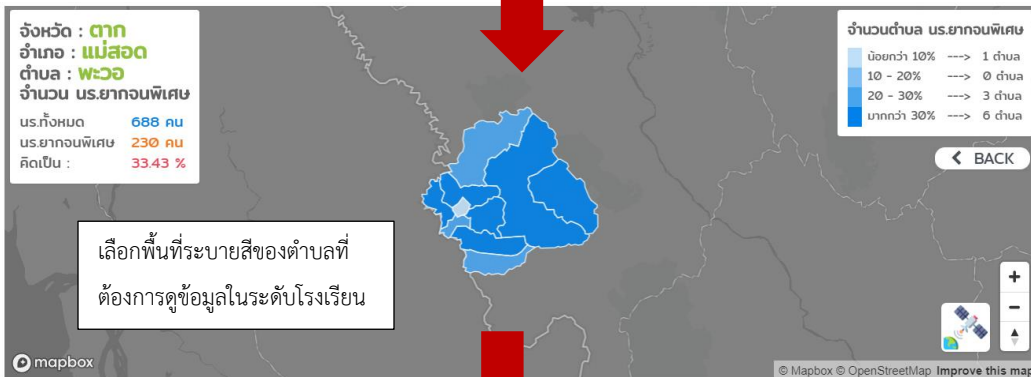 จังหวัด : ตาก
อำเภอ : แม่สอด
ตำบล : พะวอ
จำนวน นร.ยากจนพิเศษ
นร.ทั้งหมด 688 คน
นร.ยากจนพิเศษ 230 คน
คิดเป็น : 33.43 %
จำนวนตำบล นร.ยากจนพิเศษ
น้อยกว่า 10% ---> 1 ตำบล
10 - 20% ---> 0 ตำบล
20 - 30% ---> 3 ตำบล
มากกว่า 30% ---> 6 ตำบล
BACK
เลือกพื้นที่ระบายสีของตำบลที่
ต้องการดูข้อมูลในระดับโรงเรียน
mapbox
© Mapbox © OpenStreetMap Improve this map